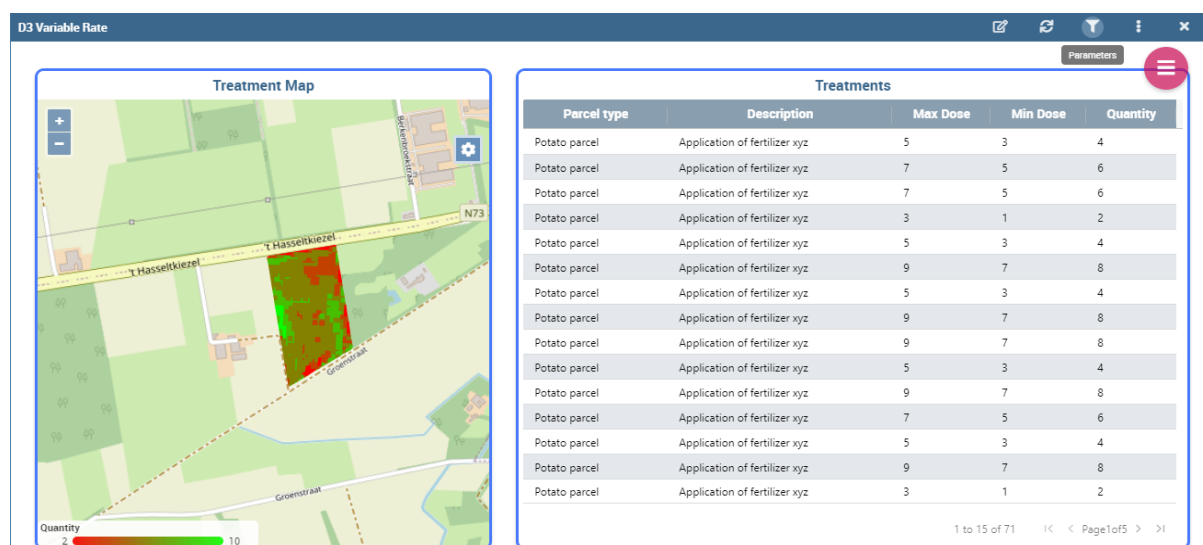 D3 Variable Rate
Parameters
Treatment Map
+
−
Berkenbroekstraat
N73
't Hasseltkiezel
't Hasseltkiezel
Groenstraat
Groenstraat
Quantity
2 10
Treatments
Parcel type Description Max Dose Min Dose Quantity
Potato parcel Application of fertilizer xyz 5 3 4
Potato parcel Application of fertilizer xyz 7 5 6
Potato parcel Application of fertilizer xyz 7 5 6
Potato parcel Application of fertilizer xyz 3 1 2
Potato parcel Application of fertilizer xyz 5 3 4
Potato parcel Application of fertilizer xyz 9 7 8
Potato parcel Application of fertilizer xyz 5 3 4
Potato parcel Application of fertilizer xyz 9 7 8
Potato parcel Application of fertilizer xyz 9 7 8
Potato parcel Application of fertilizer xyz 5 3 4
Potato parcel Application of fertilizer xyz 9 7 8
Potato parcel Application of fertilizer xyz 7 5 6
Potato parcel Application of fertilizer xyz 5 3 4
Potato parcel Application of fertilizer xyz 9 7 8
Potato parcel Application of fertilizer xyz 3 1 2
1 to 15 of 71 Page1of5